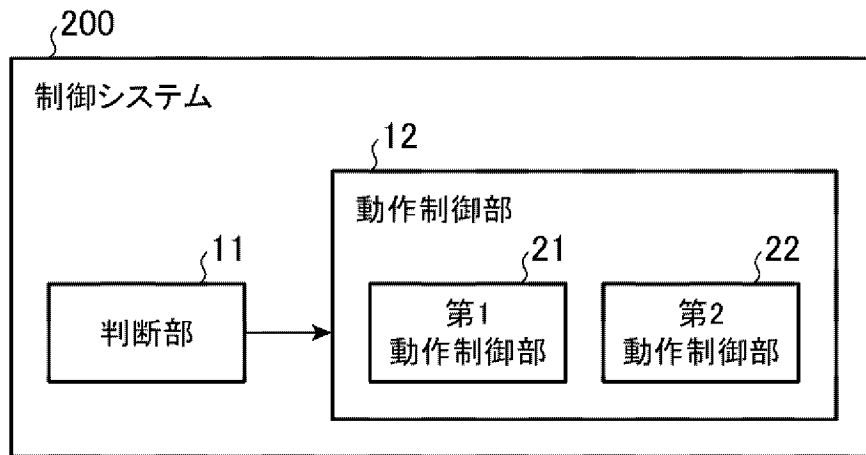 200
制御システム
12
動作制御部
11
判断部
21
第1
動作制御部
22
第2
動作制御部